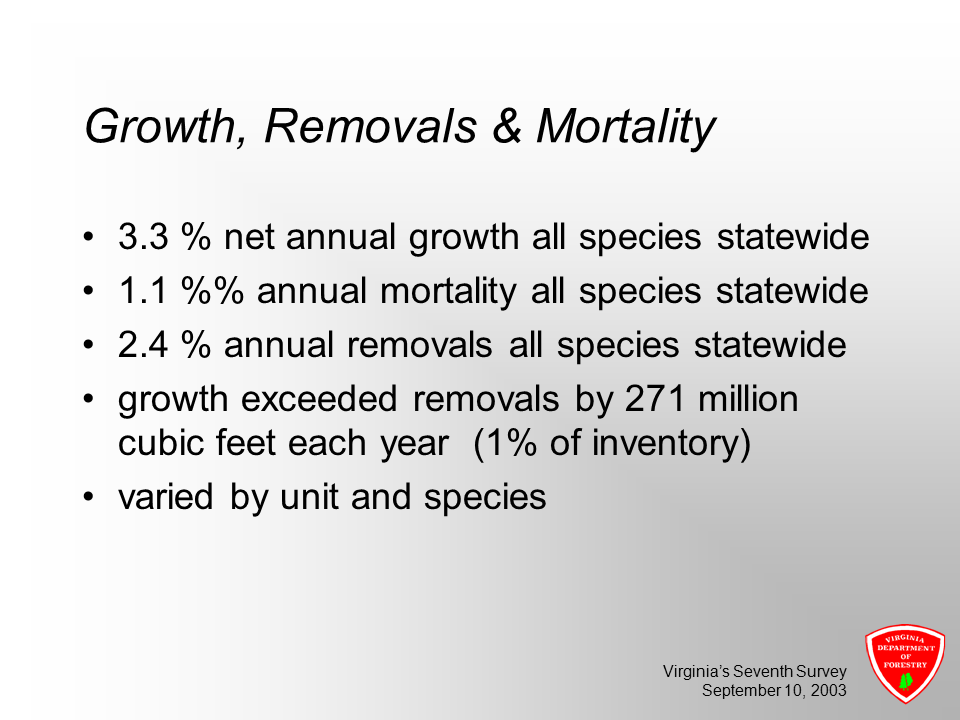 Growth, Removals & Mortality
• 3.3 % net annual growth all species statewide
• 1.1 %% annual mortality all species statewide
• 2.4 % annual removals all species statewide
• growth exceeded removals by 271 million
cubic feet each year (1% of inventory)
• varied by unit and species
Virginia’s Seventh Survey
September 10, 2003
VIRGINIA
DEPARTMENT
OF
FORESTRY